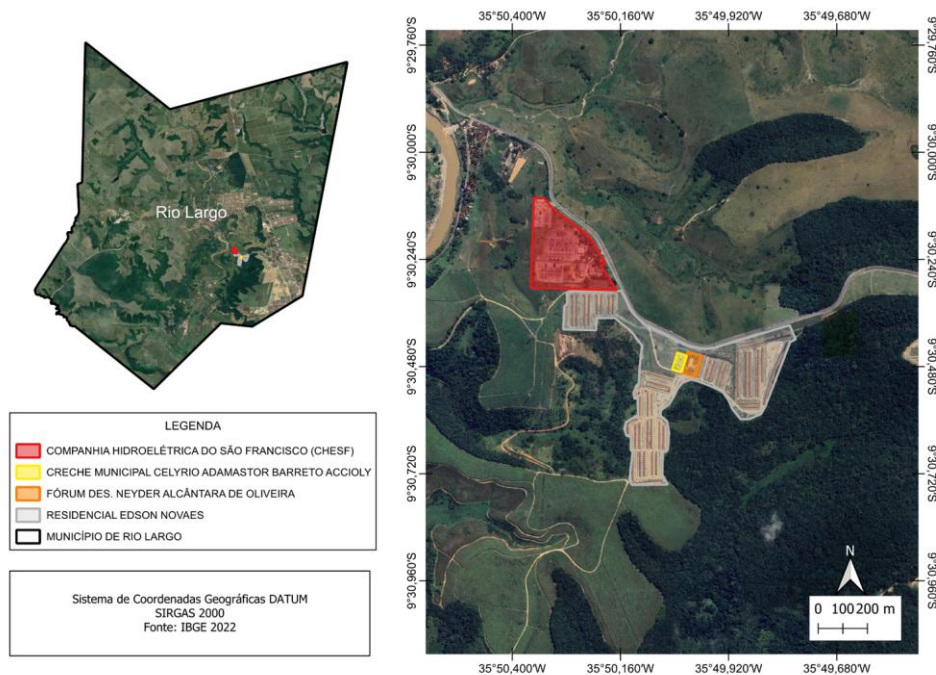 Rio Largo
LEGENDA
COMPANHIA HIDROELÉTRICA DO SÃO FRANCISCO (CHESF)
CRECHE MUNICIPAL CELYRIO ADAMASTOR BARRETO ACCIOLY
FÓRUM DES. NEYDER ALCÂNTARA DE OLIVEIRA
RESIDENCIAL EDSON NOVAES
MUNICÍPIO DE RIO LARGO
Sistema de Coordenadas Geográficas DATUM
SIRGAS 2000
Fonte: IBGE 2022
35°50,400'W 35°50,160'W 35°49,920'W 35°49,680'W
9°29,760'S 9°29,760'S
9°30,000'S 9°30,000'S
9°30,240'S 9°30,240'S
9°30,480'S 9°30,480'S
9°30,720'S 9°30,720'S
9°30,960'S 9°30,960'S
N
0 100 200 m
35°50,400'W 35°50,160'W 35°49,920'W 35°49,680'W